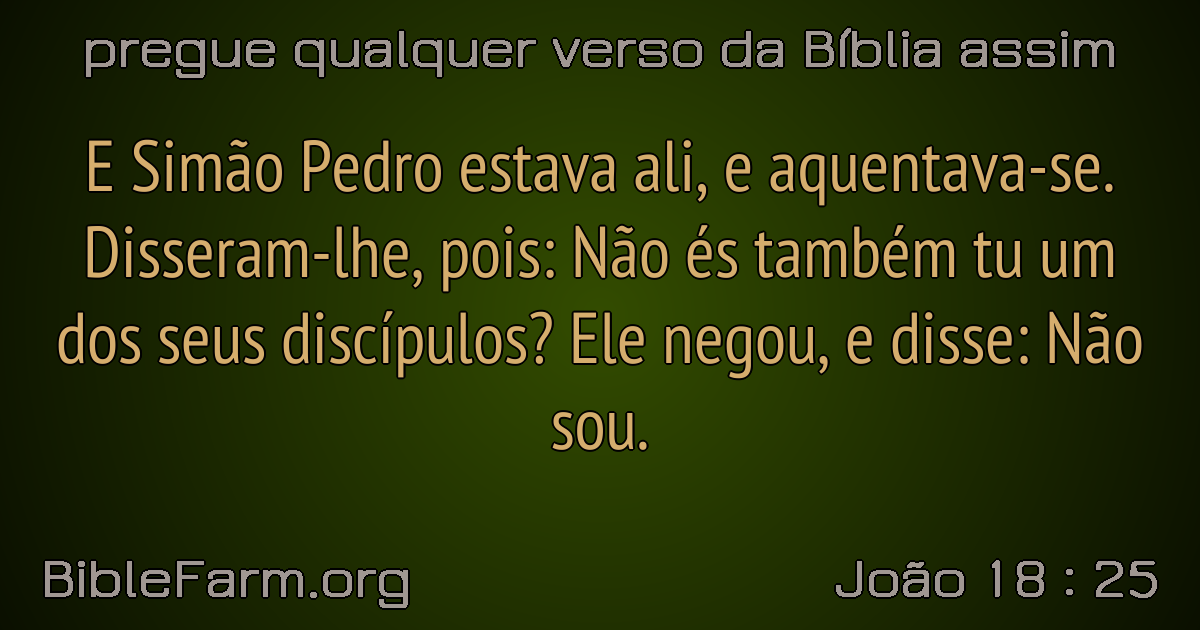 pregue qualquer verso da Bíblia assim
E Simão Pedro estava ali, e aquentava-se.
Disseram-lhe, pois: Não és também tu um
dos seus discípulos? Ele negou, e disse: Não
sou.
BibleFarm.org
João 18 : 25